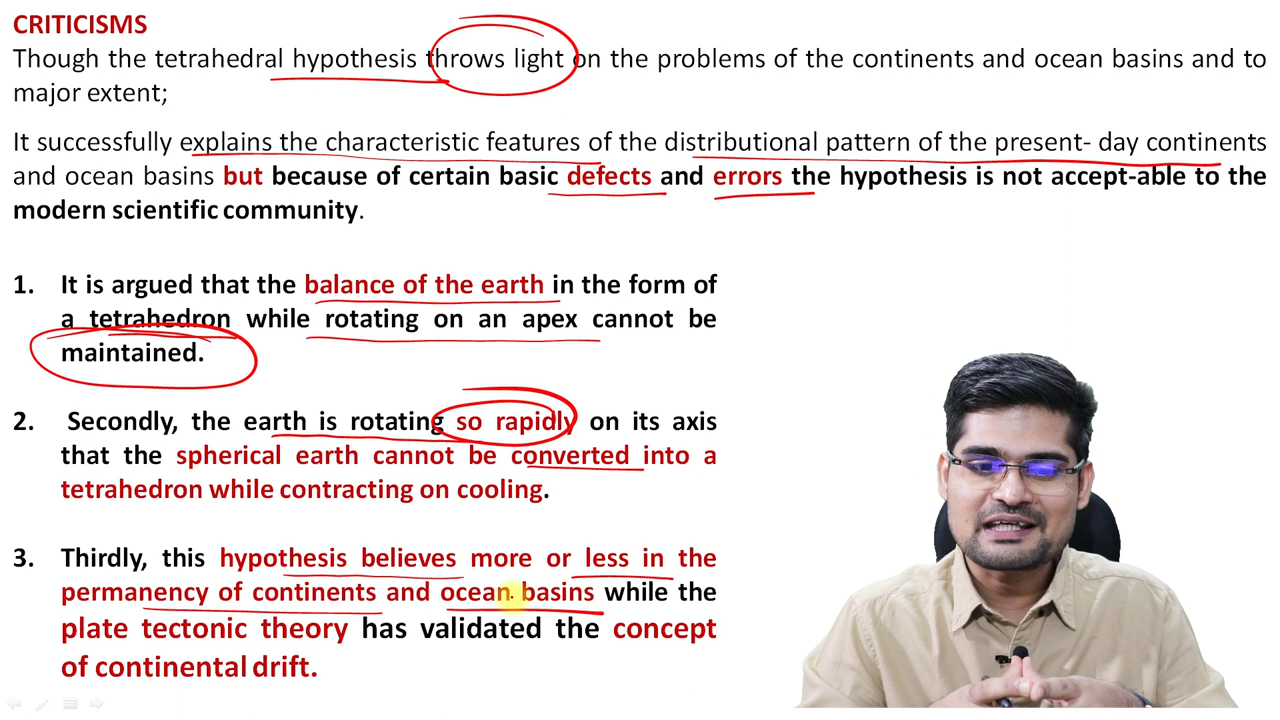 CRITICISMS
Though the tetrahedral hypothesis throws light on the problems of the continents and ocean basins and to
major extent;
It successfully explains the characteristic features of the distributional pattern of the present- day continents
and ocean basins but because of certain basic defects and errors the hypothesis is not accept-able to the
modern scientific community.
1. It is argued that the balance of the earth in the form of
a tetrahedron while rotating on an apex cannot be
maintained.
2. Secondly, the earth is rotating so rapidly on its axis
that the spherical earth cannot be converted into a
tetrahedron while contracting on cooling.
3. Thirdly, this hypothesis believes more or less in the
permanency of continents and ocean basins while the
plate tectonic theory has validated the concept
of continental drift.